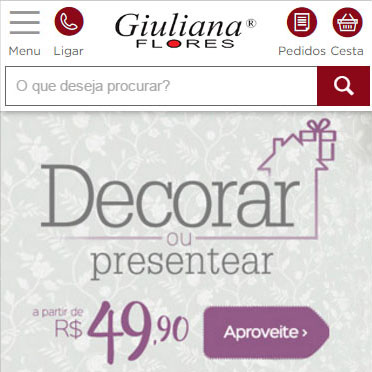 Menu Ligar Giuliana® FLORES Pedidos Cesta
O que deseja procurar?
Decorar
ou
presentear
a partir de
R$ 49,90 Aproveite ›